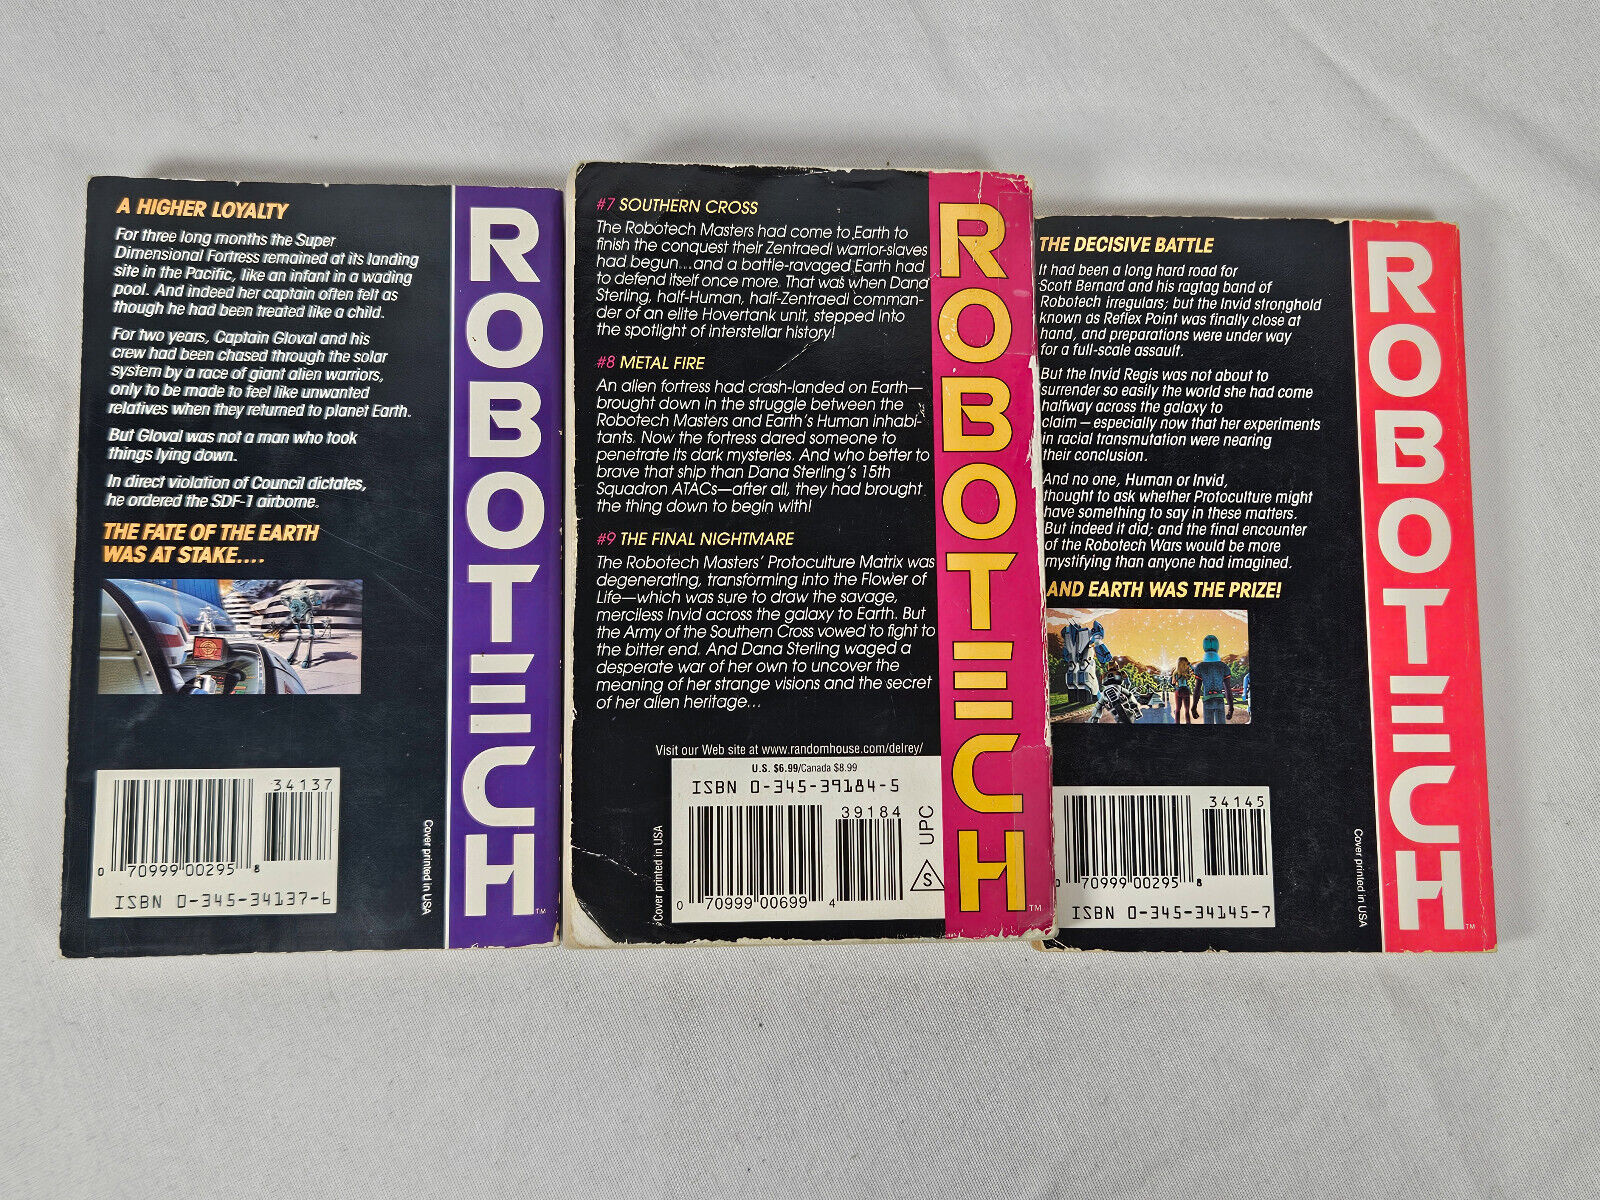 A HIGHER LOYALTY
For three long months the Super
Dimensional Fortress remained at its landing
site in the Pacific, like an infant in a wading
pool. And indeed her captain often felt as
though he had been treated like a child.
For two years, Captain Gloval and his
crew had been chased through the solar
system by a race of giant alien warriors,
only to be made to feel like unwanted
relatives when they returned to planet Earth.
But Gloval was not a man who took
things lying down.
In direct violation of Council dictates,
he ordered the SDF-1 airborne.
THE FATE OF THE EARTH
WAS AT STAKE....
34137
0 70999 00295 8
ISBN 0-345-34137-6
Cover printed in USA
ROBOTECH
TM
#7 SOUTHERN CROSS
The Robotech Masters had come to Earth to
finish the conquest their Zentraedi warrior-slaves
had begun...and a battle-ravaged Earth had
to defend itself once more. That was when Dana
Sterling, half-Human, half-Zentraedi comman-
der of an elite Hovertank unit, stepped into
the spotlight of interstellar history!
#8 METAL FIRE
An alien fortress had crash-landed on Earth—
brought down in the struggle between the
Robotech Masters and Earth's Human inhabi-
tants. Now the fortress dared someone to
penetrate its dark mysteries. And who better to
brave that ship than Dana Sterling's 15th
Squadron ATACs—after all, they had brought
the thing down to begin with!
#9 THE FINAL NIGHTMARE
The Robotech Masters' Protoculture Matrix was
degenerating, transforming into the Flower of
Life—which was sure to draw the savage,
merciless Invid across the galaxy to Earth. But
the Army of the Southern Cross vowed to fight to
the bitter end. And Dana Sterling waged a
desperate war of her own to uncover the
meaning of her strange visions and the secret
of her alien heritage...
Visit our Web site at www.randomhouse.com/delrey/
U.S. $6.99/Canada $8.99
ISBN 0-345-39184-5
39184
0 70999 00699 4
UPC
S
Cover printed in USA
ROBOTECH
TM
THE DECISIVE BATTLE
It had been a long hard road for
Scott Bernard and his ragtag band of
Robotech irregulars; but the Invid stronghold
known as Reflex Point was finally close at
hand, and preparations were under way
for a full-scale assault.
But the Invid Regis was not about to
surrender so easily the world she had come
halfway across the galaxy to
claim—especially now that her experiments
in racial transmutation were nearing
their conclusion.
And no one, Human or Invid,
thought to ask whether Protoculture might
have something to say in these matters.
But indeed it did; and the final encounter
of the Robotech Wars would be more
mystifying than anyone had imagined.
AND EARTH WAS THE PRIZE!
34145
0 70999 00295 8
ISBN 0-345-34145-7
Cover printed in USA
ROBOTECH
TM